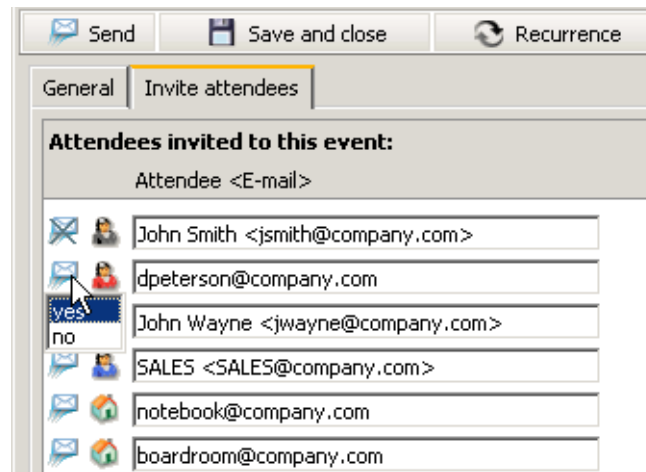 Send Save and close Recurrence
General Invite attendees
Attendees invited to this event:
Attendee <E-mail>
John Smith <jsmith@company.com>
dpeterson@company.com
yes
John Wayne <jwayne@company.com>
no
SALES <SALES@company.com>
notebook@company.com
boardroom@company.com